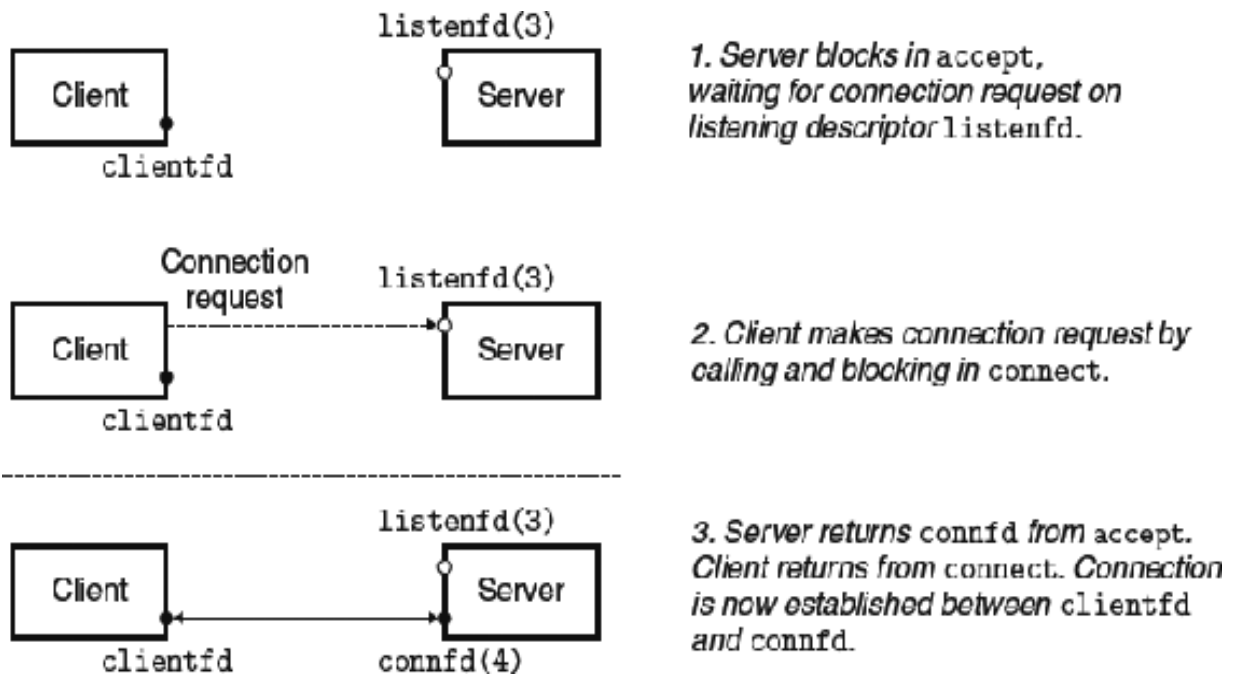 listenfd(3)
Client
Server
clientfd
1. Server blocks in accept,
waiting for connection request on
listening descriptor listenfd.
Connection
request
listenfd(3)
Client
Server
clientfd
2. Client makes connection request by
calling and blocking in connect.
listenfd(3)
Client
Server
clientfd
connfd(4)
3. Server returns connfd from accept.
Client returns from connect. Connection
is now established between clientfd
and connfd.